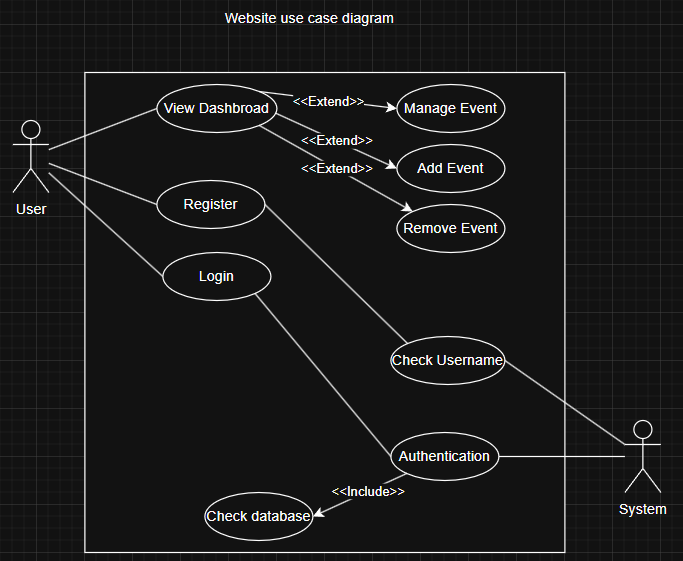 Website use case diagram
View Dashbroad
<<Extend>>
Manage Event
<<Extend>>
Add Event
<<Extend>>
User
Register
Remove Event
Login
Check Username
Authentication
<<Include>>
Check database
System